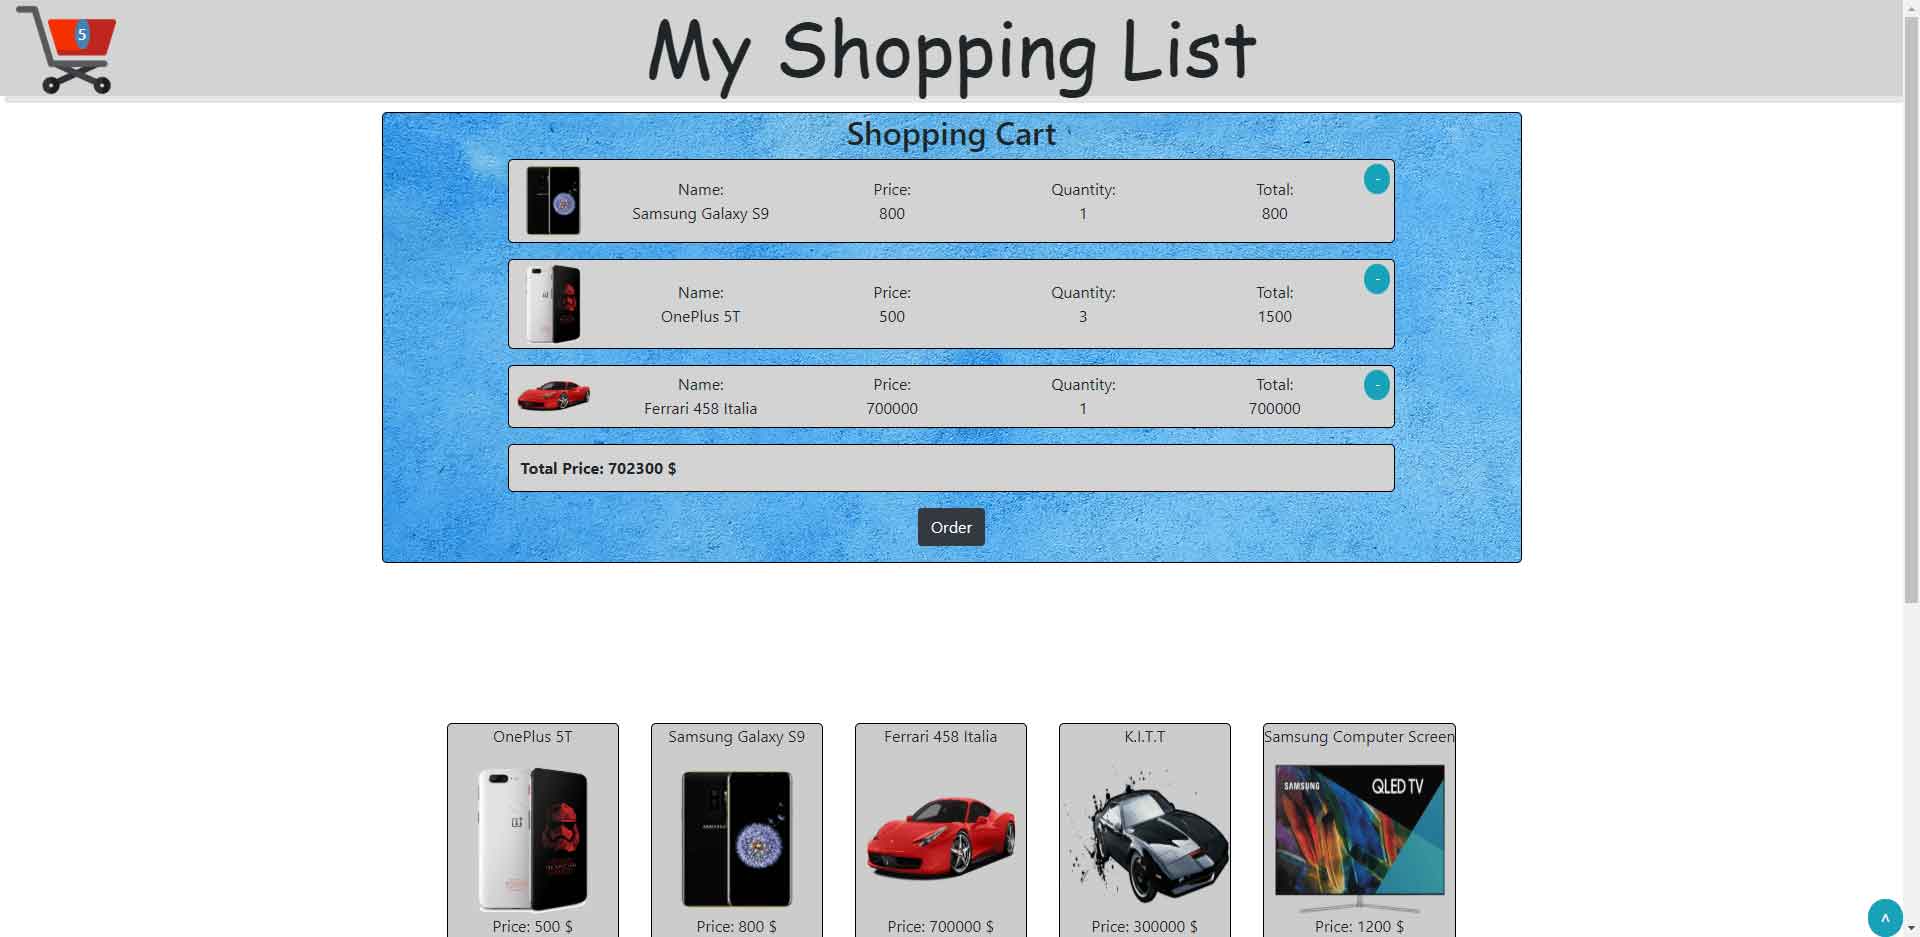 5
My Shopping List
Shopping Cart
Name: Price: Quantity: Total: -
Samsung Galaxy S9 800 1 800
Name: Price: Quantity: Total: -
OnePlus 5T 500 3 1500
Name: Price: Quantity: Total: -
Ferrari 458 Italia 700000 1 700000
Total Price: 702300 $
Order
OnePlus 5T Samsung Galaxy S9 Ferrari 458 Italia K.I.T.T Samsung Computer Screen
SAMSUNG QLED TV
Price: 500 $ Price: 800 $ Price: 700000 $ Price: 300000 $ Price: 1200 $
^